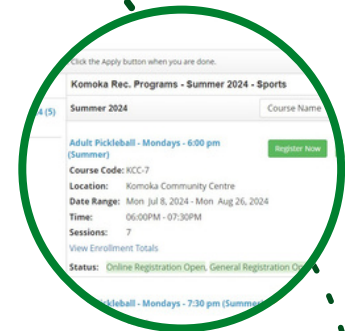 Click the Apply button when you are done.
Komoka Rec. Programs - Summer 2024 - Sports
4 (5)
Summer 2024
Course Name
Adult Pickleball - Mondays - 6:00 pm
(Summer)
Register Now
Course Code: KCC-7
Location: Komoka Community Centre
Date Range: Mon Jul 8, 2024 - Mon Aug 26, 2024
Time: 06:00PM - 07:30PM
Sessions: 7
View Enrollment Totals
Status: Online Registration Open, General Registration Op
ckleball - Mondays - 7:30 pm (Summer